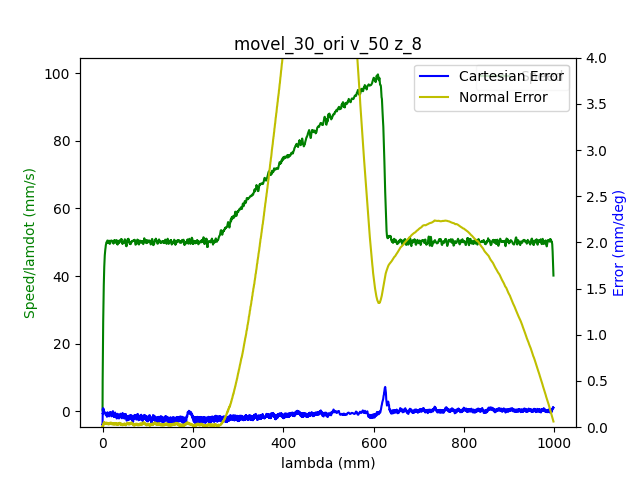 movel_30_ori v_50 z_8
100
80
60
40
20
0
4.0
3.5
3.0
2.5
2.0
1.5
1.0
0.5
0.0
Cartesian Error
Normal Error
Speed/lamdot (mm/s)
Error (mm/deg)
0 200 400 600 800 1000
lambda (mm)